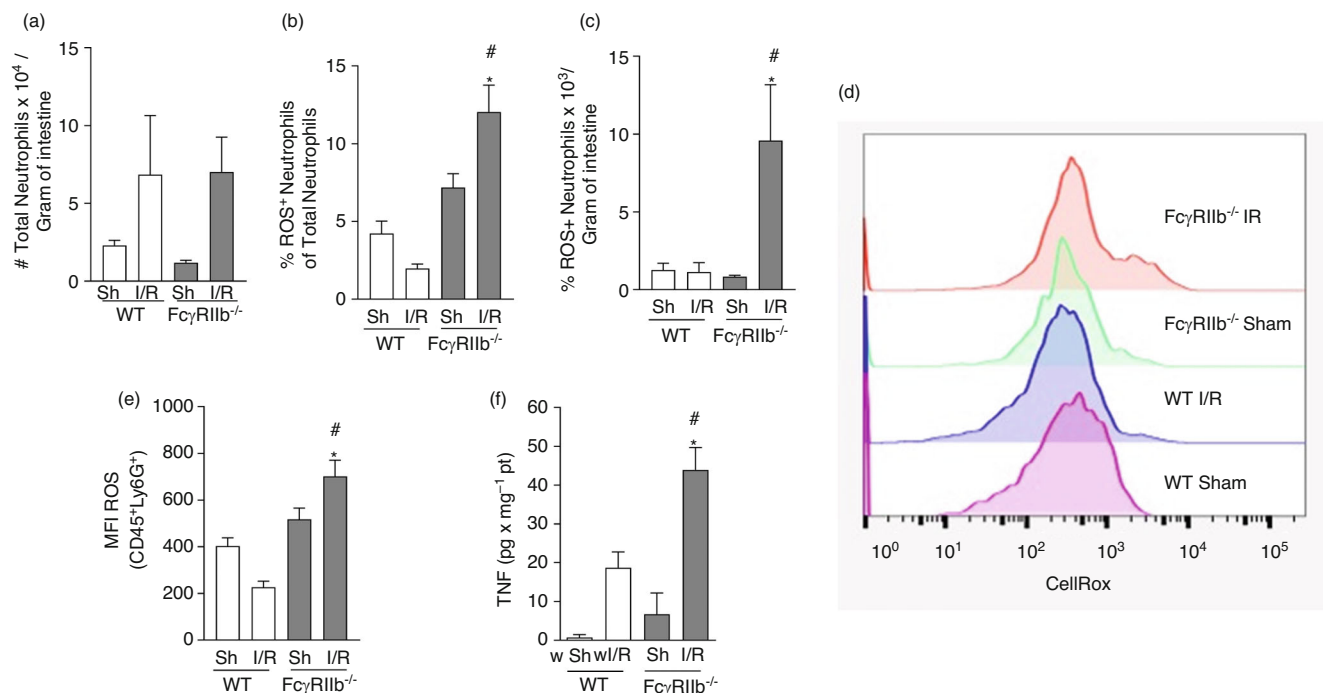 (a)
# Total Neutrophils x 10⁴ /
Gram of intestine
15
10
5
0
Sh I/R Sh I/R
WT FcγRIIb⁻/⁻
(b)
% ROS⁺ Neutrophils
of Total Neutrophils
15
10
5
0
#
*
Sh I/R Sh I/R
WT FcγRIIb⁻/⁻
(c)
% ROS+ Neutrophils x 10³/
Gram of intestine
15
10
5
0
#
*
Sh I/R Sh I/R
WT FcγRIIb⁻/⁻
(d)
FcγRIIb⁻/⁻ IR
FcγRIIb⁻/⁻ Sham
WT I/R
WT Sham
10⁰ 10¹ 10² 10³ 10⁴ 10⁵
CellRox
(e)
MFI ROS
(CD45⁺Ly6G⁺)
1000
800
600
400
200
0
#
*
Sh I/R Sh I/R
WT FcγRIIb⁻/⁻
(f)
TNF (pg x mg⁻¹ pt)
60
50
40
30
20
10
0
#
*
w Sh wI/R Sh I/R
WT FcγRIIb⁻/⁻